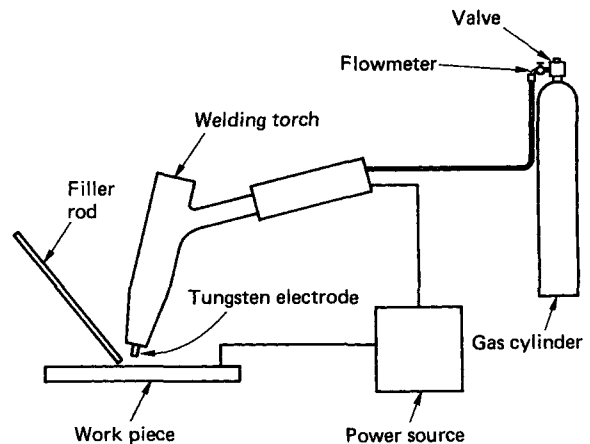 Valve
Flowmeter
Welding torch
Filler
rod
Tungsten electrode
Gas cylinder
Work piece
Power source